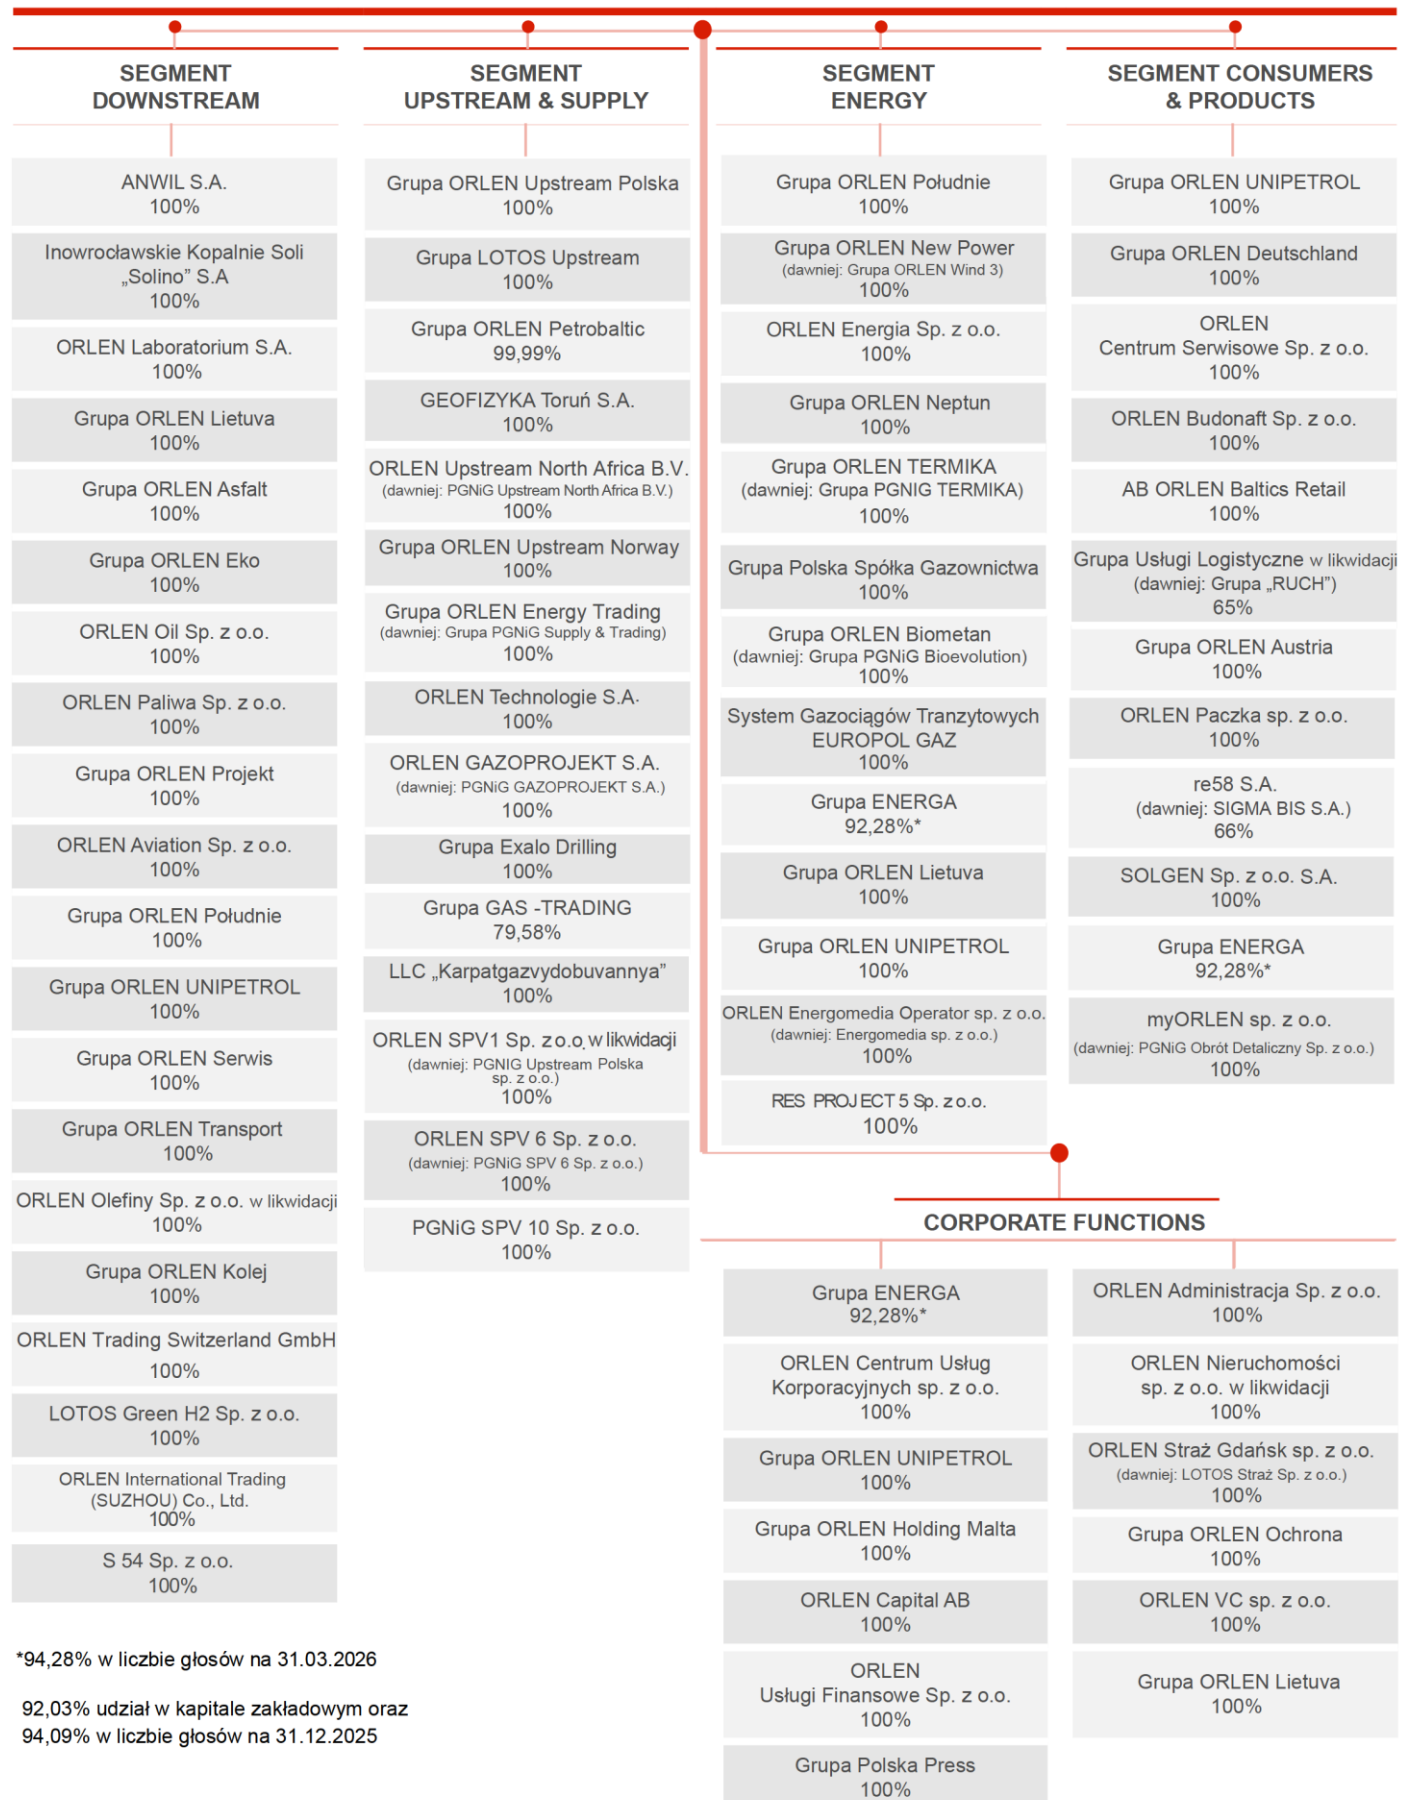 SEGMENT
DOWNSTREAM
ANWIL S.A.
100%
Inowrocławskie Kopalnie Soli
„Solino” S.A
100%
ORLEN Laboratorium S.A.
100%
Grupa ORLEN Lietuva
100%
Grupa ORLEN Asfalt
100%
Grupa ORLEN Eko
100%
ORLEN Oil Sp. z o.o.
100%
ORLEN Paliwa Sp. z o.o.
100%
Grupa ORLEN Projekt
100%
ORLEN Aviation Sp. z o.o.
100%
Grupa ORLEN Południe
100%
Grupa ORLEN UNIPETROL
100%
Grupa ORLEN Serwis
100%
Grupa ORLEN Transport
100%
ORLEN Olefiny Sp. z o.o. w likwidacji
100%
Grupa ORLEN Kolej
100%
ORLEN Trading Switzerland GmbH
100%
LOTOS Green H2 Sp. z o.o.
100%
ORLEN International Trading
(SUZHOU) Co., Ltd.
100%
S 54 Sp. z o.o.
100%
SEGMENT
UPSTREAM & SUPPLY
Grupa ORLEN Upstream Polska
100%
Grupa LOTOS Upstream
100%
Grupa ORLEN Petrobaltic
99,99%
GEOFIZYKA Toruń S.A.
100%
ORLEN Upstream North Africa B.V.
(dawniej: PGNiG Upstream North Africa B.V.)
100%
Grupa ORLEN Upstream Norway
100%
Grupa ORLEN Energy Trading
(dawniej: Grupa PGNiG Supply & Trading)
100%
ORLEN Technologie S.A.
100%
ORLEN GAZOPROJEKT S.A.
(dawniej: PGNiG GAZOPROJEKT S.A.)
100%
Grupa Exalo Drilling
100%
Grupa GAS -TRADING
79,58%
LLC „Karpatgazvydobuvannya”
100%
ORLEN SPV1 Sp. zo.o. w likwidacji
(dawniej: PGNIG Upstream Polska
sp. z o.o.)
100%
ORLEN SPV 6 Sp. z o.o.
(dawniej: PGNiG SPV 6 Sp. z o.o.)
100%
PGNiG SPV 10 Sp. z o.o.
100%
SEGMENT
ENERGY
Grupa ORLEN Południe
100%
Grupa ORLEN New Power
(dawniej: Grupa ORLEN Wind 3)
100%
ORLEN Energia Sp. z o.o.
100%
Grupa ORLEN Neptun
100%
Grupa ORLEN TERMIKA
(dawniej: Grupa PGNIG TERMIKA)
100%
Grupa Polska Spółka Gazownictwa
100%
Grupa ORLEN Biometan
(dawniej: Grupa PGNiG Bioevolution)
100%
System Gazociągów Tranzytowych
EUROPOL GAZ
100%
Grupa ENERGA
92,28%*
Grupa ORLEN Lietuva
100%
Grupa ORLEN UNIPETROL
100%
ORLEN Energomedia Operator sp. z o.o.
(dawniej: Energomedia sp. z o.o.)
100%
RES PROJECT 5 Sp. z o.o.
100%
SEGMENT CONSUMERS
& PRODUCTS
Grupa ORLEN UNIPETROL
100%
Grupa ORLEN Deutschland
100%
ORLEN
Centrum Serwisowe Sp. z o.o.
100%
ORLEN Budonaft Sp. z o.o.
100%
AB ORLEN Baltics Retail
100%
Grupa Usługi Logistyczne w likwidacji
(dawniej: Grupa „RUCH”)
65%
Grupa ORLEN Austria
100%
ORLEN Paczka sp. z o.o.
100%
re58 S.A.
(dawniej: SIGMA BIS S.A.)
66%
SOLGEN Sp. z o.o. S.A.
100%
Grupa ENERGA
92,28%*
myORLEN sp. z o.o.
(dawniej: PGNiG Obrót Detaliczny Sp. z o.o.)
100%
CORPORATE FUNCTIONS
Grupa ENERGA
92,28%*
ORLEN Centrum Usług
Korporacyjnych sp. z o.o.
100%
Grupa ORLEN UNIPETROL
100%
Grupa ORLEN Holding Malta
100%
ORLEN Capital AB
100%
ORLEN
Usługi Finansowe Sp. z o.o.
100%
Grupa Polska Press
100%
ORLEN Administracja Sp. z o.o.
100%
ORLEN Nieruchomości
sp. z o.o. w likwidacji
100%
ORLEN Straż Gdańsk sp. z o.o.
(dawniej: LOTOS Straż Sp. z o.o.)
100%
Grupa ORLEN Ochrona
100%
ORLEN VC sp. z o.o.
100%
Grupa ORLEN Lietuva
100%
*94,28% w liczbie głosów na 31.03.2026
92,03% udział w kapitale zakładowym oraz
94,09% w liczbie głosów na 31.12.2025